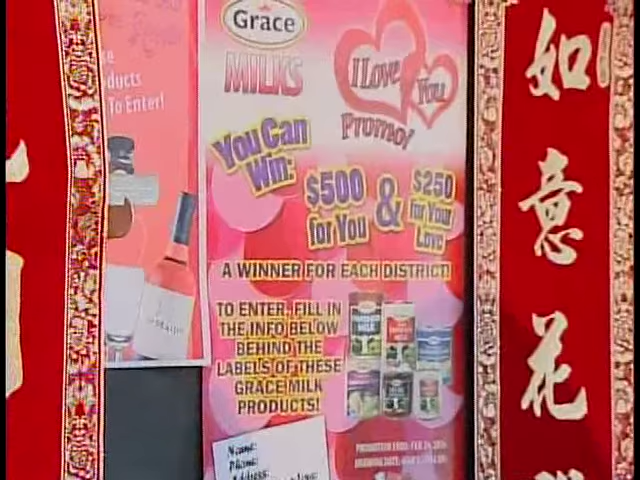 Grace
MILKS
I Love
You
Promo!
You Can
Win:
$500
for You
&
$250
for Your
Love
A WINNER FOR EACH DISTRICT!
TO ENTER, FILL IN
THE INFO BELOW
BEHIND THE
LABELS OF THESE
GRACE MILK
PRODUCTS!
Name:
Phone:
Address:
To Enter!
如
意
花